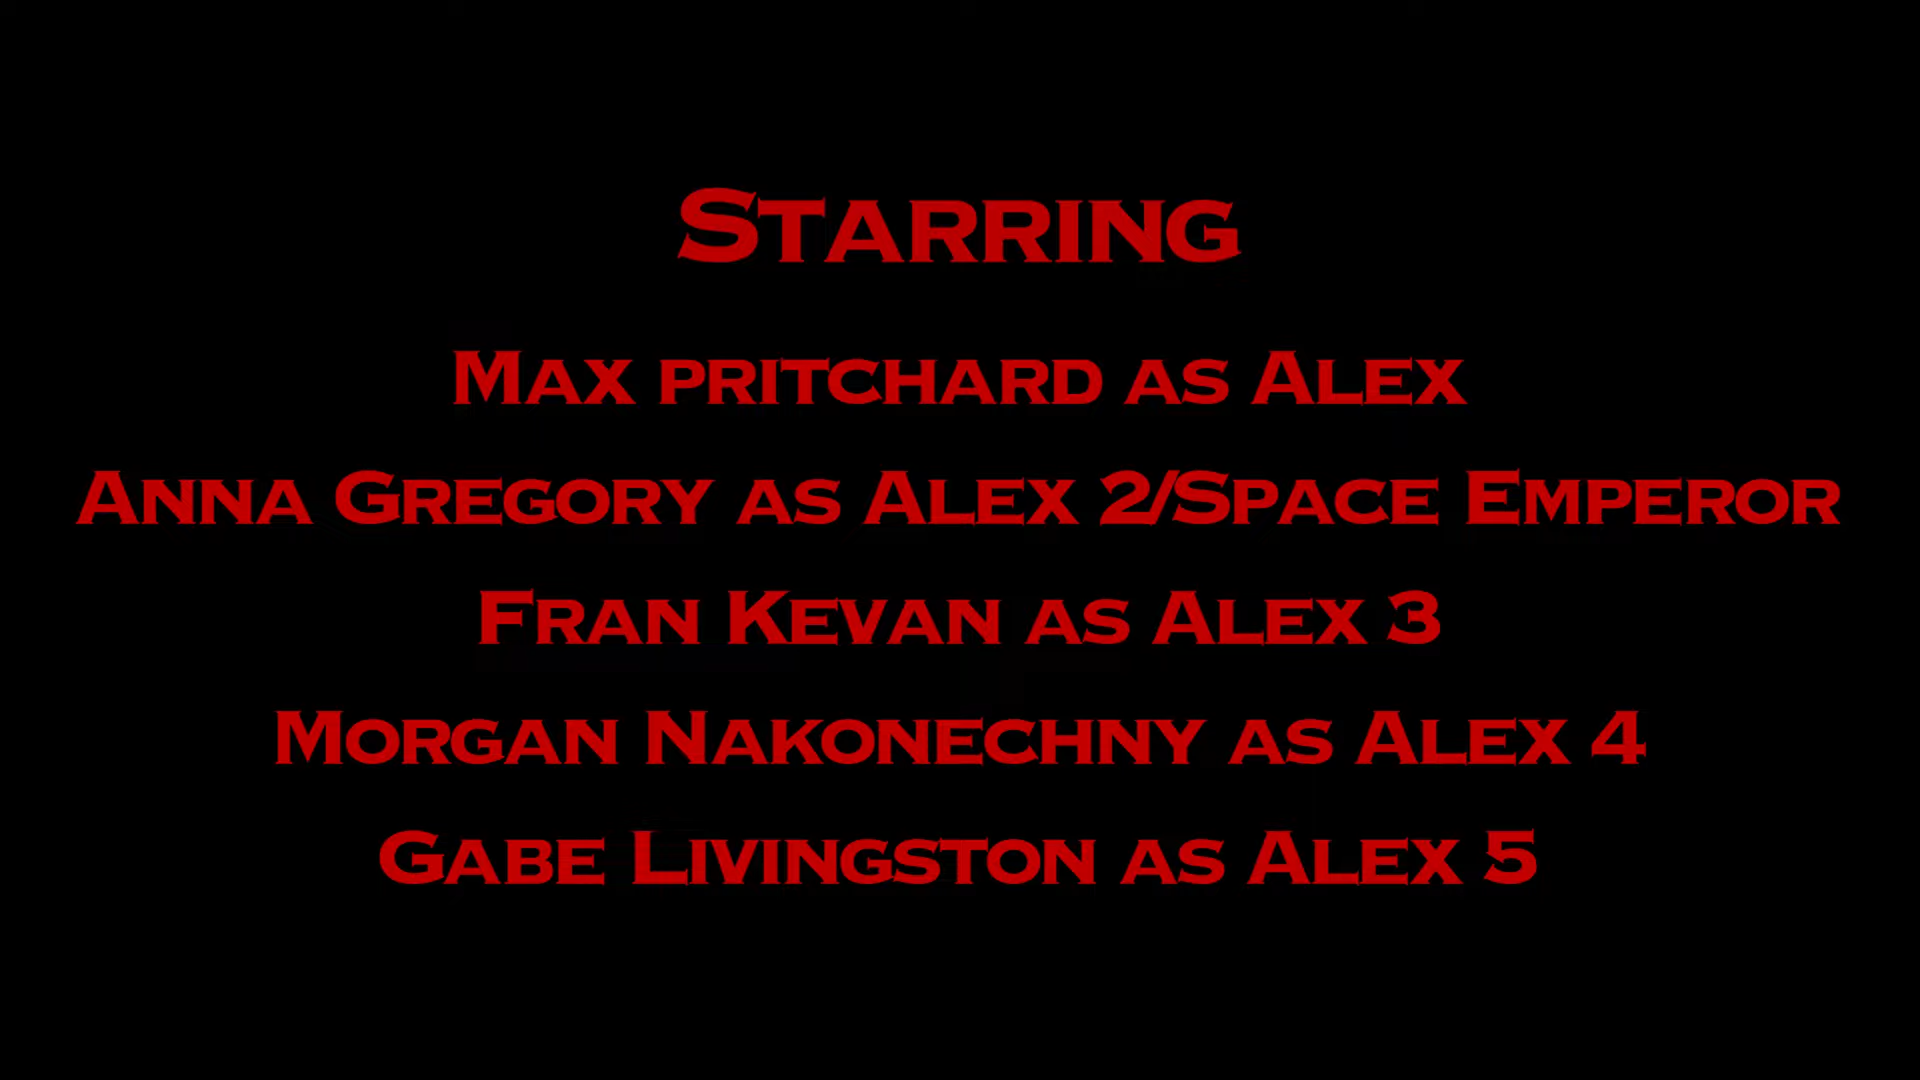 Starring
Max pritchard as Alex
Anna Gregory as Alex 2/Space Emperor
Fran Kevan as Alex 3
Morgan Nakonechny as Alex 4
Gabe Livingston as Alex 5